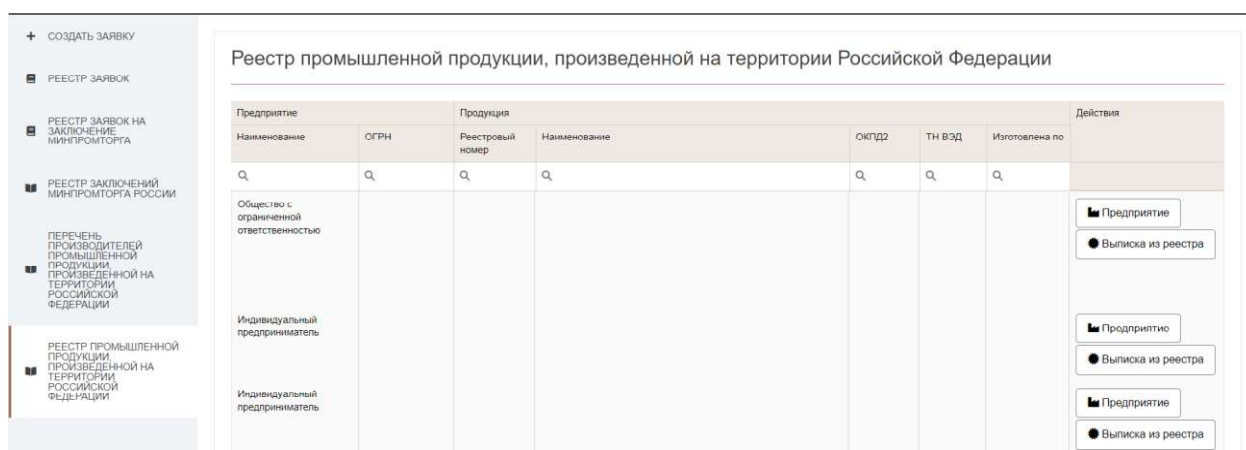 СОЗДАТЬ ЗАЯВКУ
РЕЕСТР ЗАЯВОК
РЕЕСТР ЗАЯВОК НА
ЗАКЛЮЧЕНИЕ
МИНПРОМТОРГА
РЕЕСТР ЗАКЛЮЧЕНИЙ
МИНПРОМТОРГА РОССИИ
ПЕРЕЧЕНЬ
ПРОИЗВОДИТЕЛЕЙ
ПРОМЫШЛЕННОЙ
ПРОДУКЦИИ,
ПРОИЗВЕДЕННОЙ НА
ТЕРРИТОРИИ
РОССИЙСКОЙ
ФЕДЕРАЦИИ
РЕЕСТР ПРОМЫШЛЕННОЙ
ПРОДУКЦИИ,
ПРОИЗВЕДЕННОЙ НА
ТЕРРИТОРИИ
РОССИЙСКОЙ
ФЕДЕРАЦИИ
Реестр промышленной продукции, произведенной на территории Российской Федерации
Предприятие Продукция Действия
Наименование ОГРН Реестровый номер Наименование ОКПД2 ТН ВЭД Изготовлена по
Общество с
ограниченной
ответственностью
Предприятие
Выписка из реестра
Индивидуальный
предприниматель
Предприятие
Выписка из реестра
Индивидуальный
предприниматель
Предприятие
Выписка из реестра